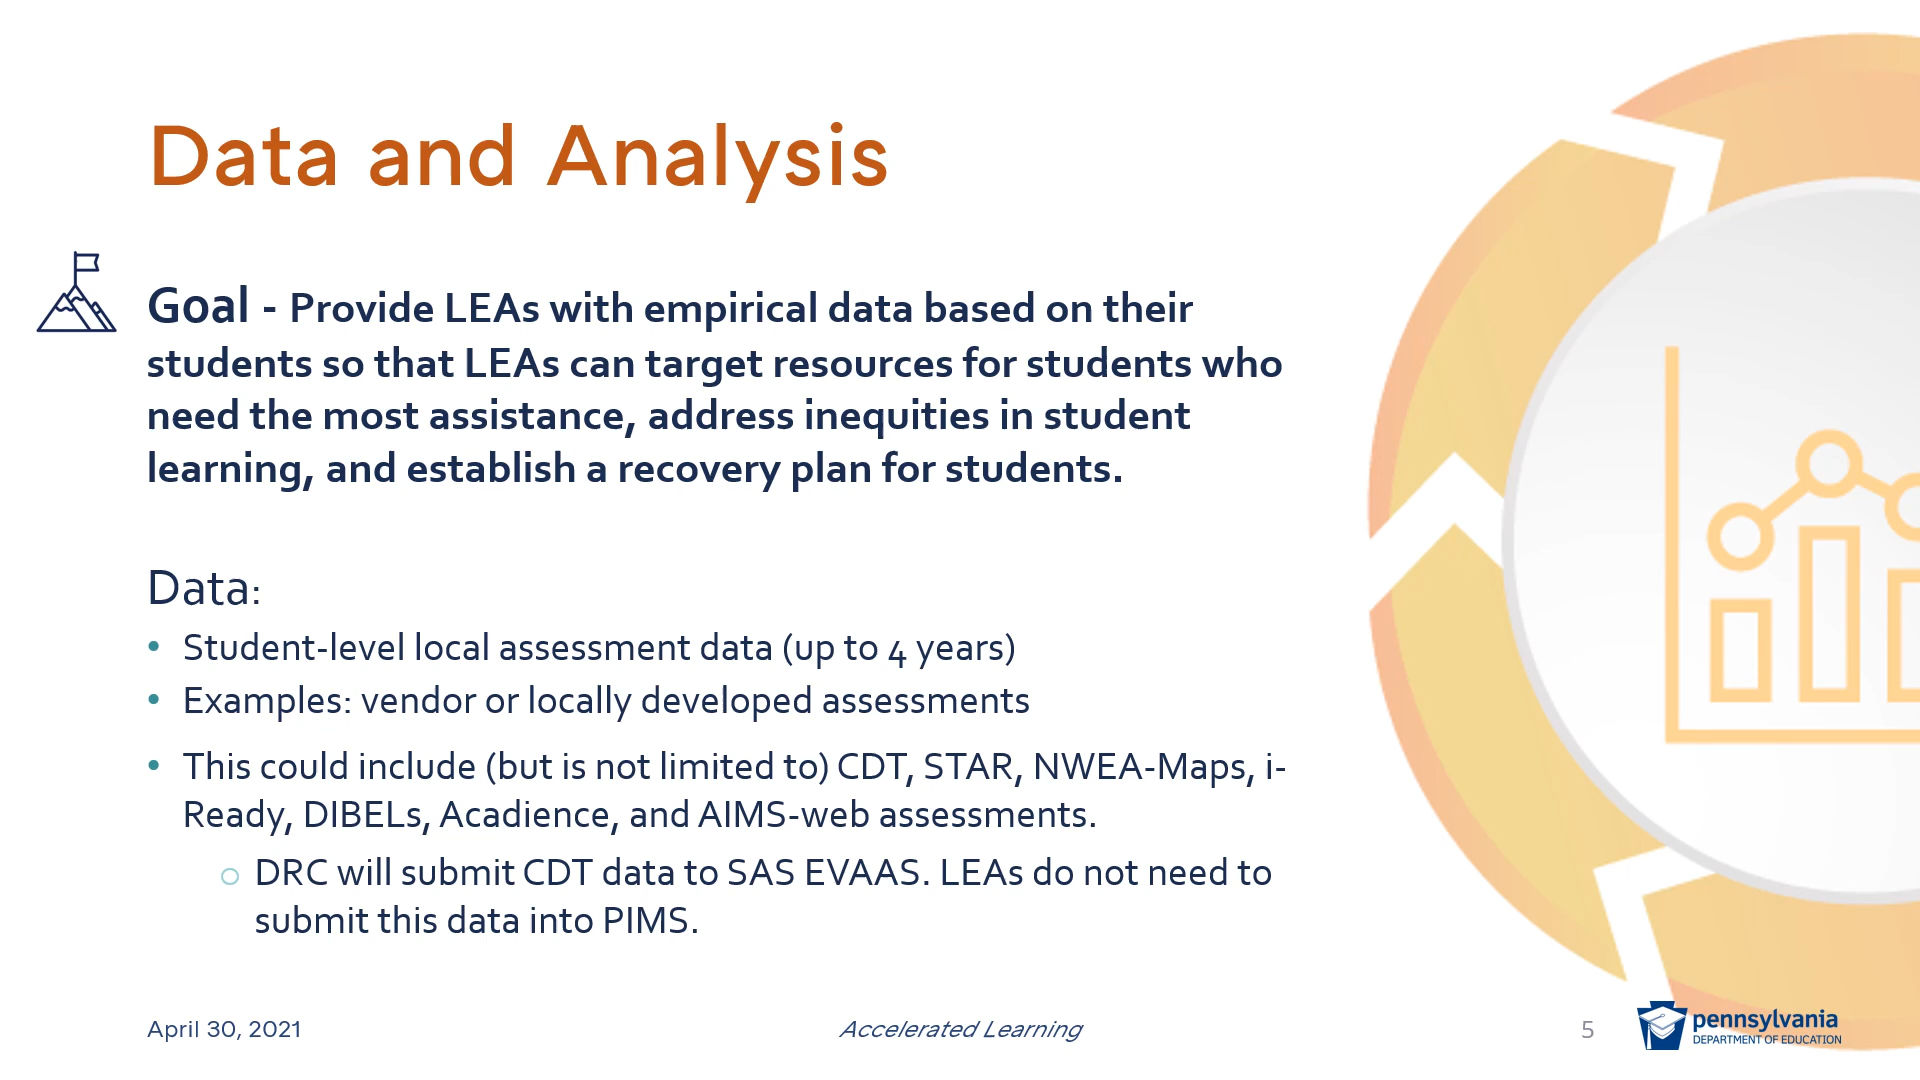 Data and Analysis
Goal - Provide LEAs with empirical data based on their
students so that LEAs can target resources for students who
need the most assistance, address inequities in student
learning, and establish a recovery plan for students.
Data:
• Student-level local assessment data (up to 4 years)
• Examples: vendor or locally developed assessments
• This could include (but is not limited to) CDT, STAR, NWEA-Maps, i-
Ready, DIBELs, Acadience, and AIMS-web assessments.
o DRC will submit CDT data to SAS EVAAS. LEAs do not need to
submit this data into PIMS.
April 30, 2021
Accelerated Learning
5
pennsylvania
DEPARTMENT OF EDUCATION